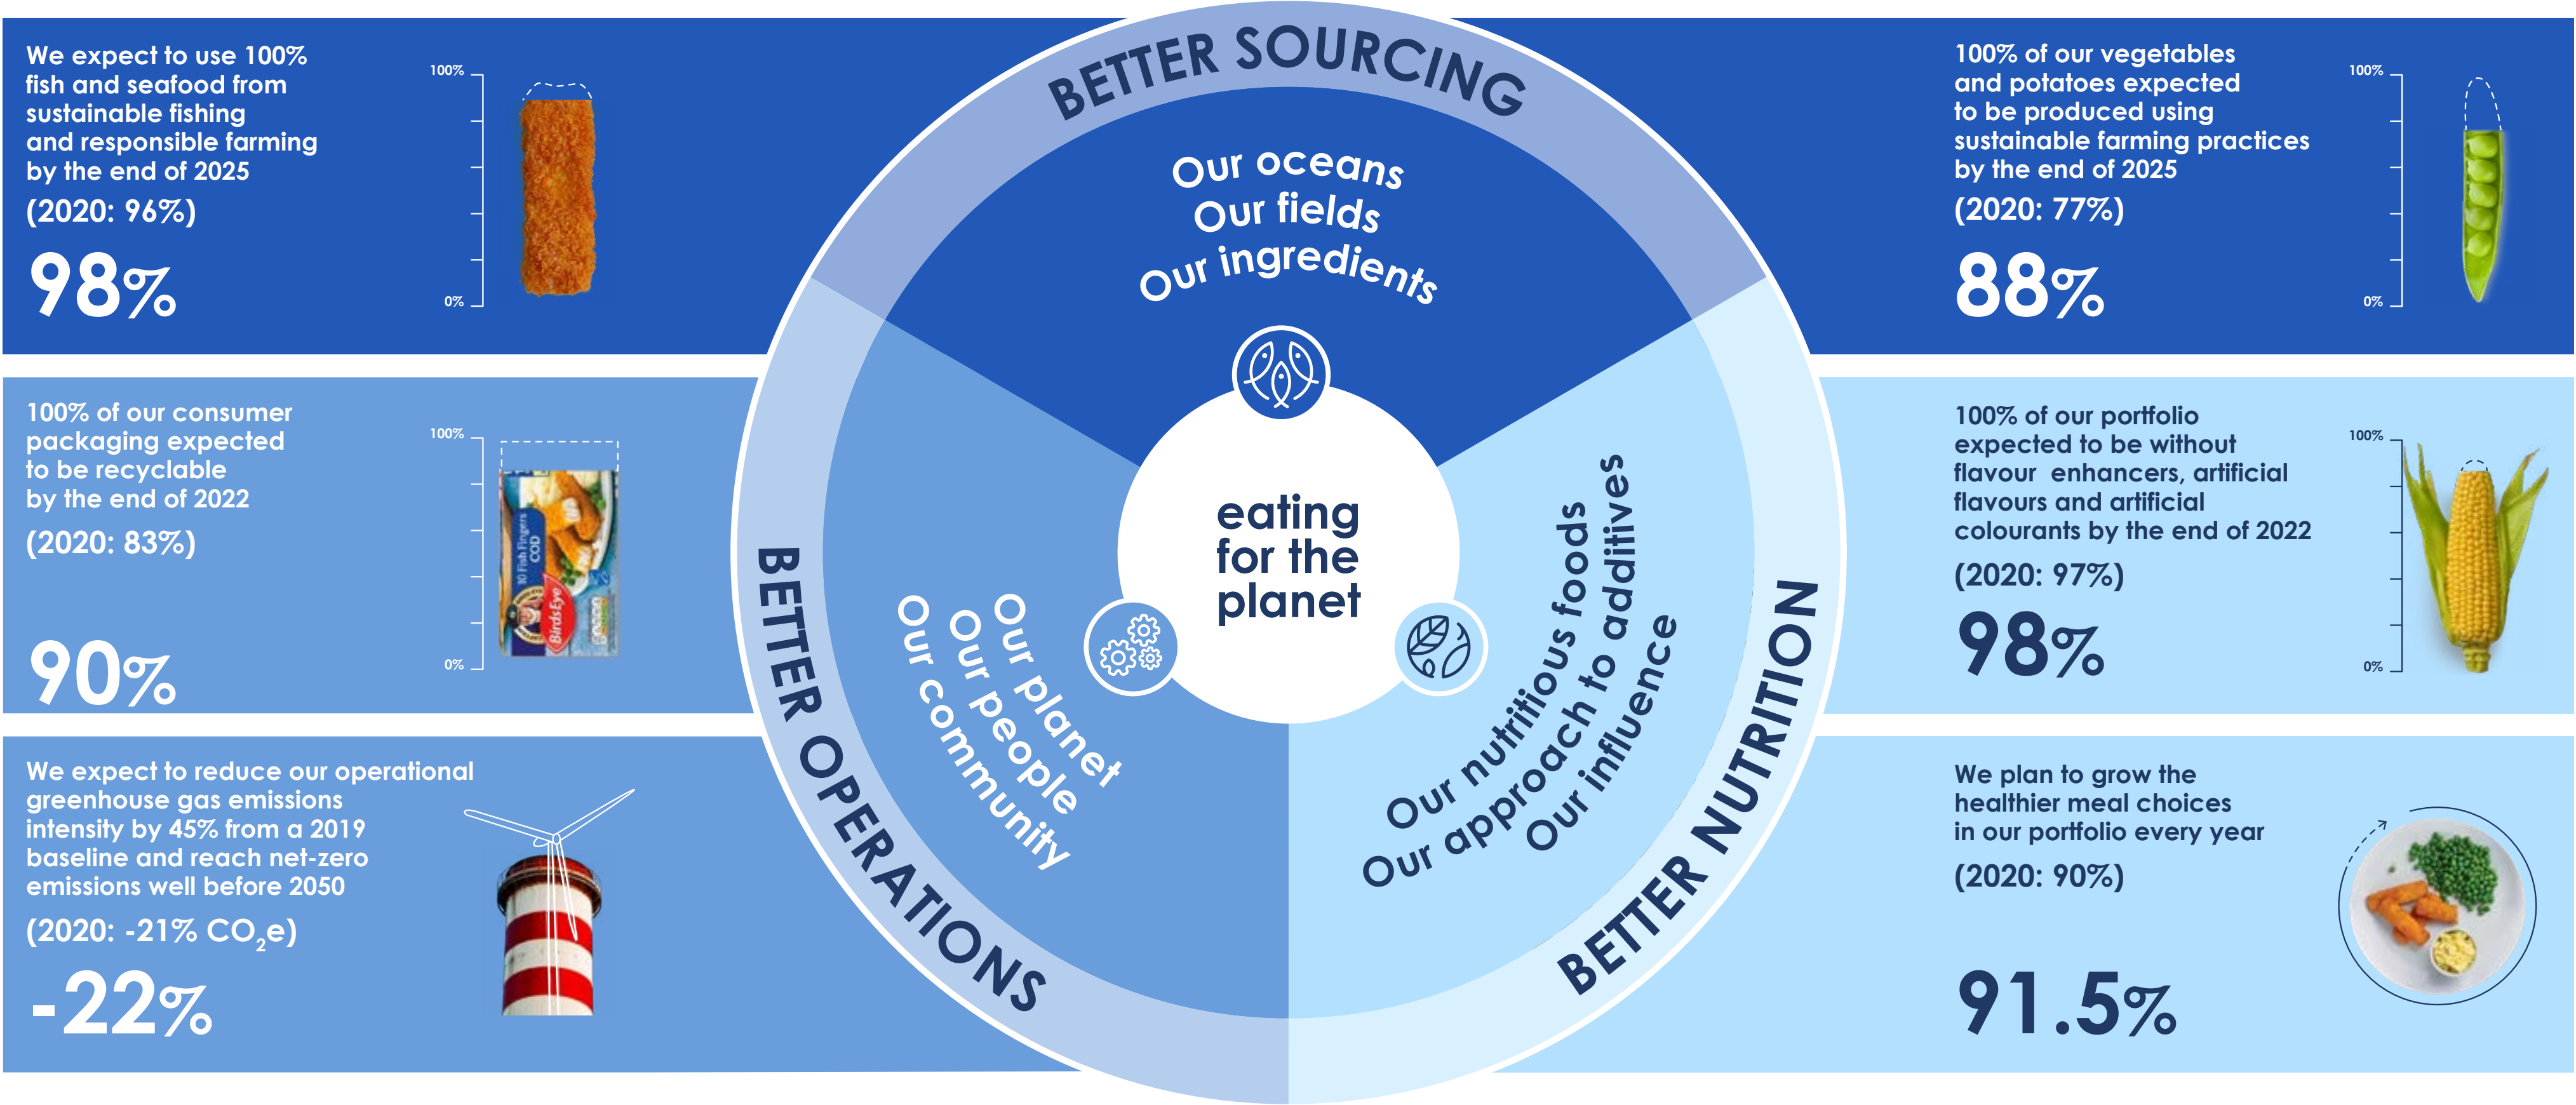 We expect to use 100%
fish and seafood from
sustainable fishing
and responsible farming
by the end of 2025
(2020: 96%)
98%
100%
0%
100% of our consumer
packaging expected
to be recyclable
by the end of 2022
(2020: 83%)
90%
100%
0%
10 Fish Fingers
COD
BirdsEye
We expect to reduce our operational
greenhouse gas emissions
intensity by 45% from a 2019
baseline and reach net-zero
emissions well before 2050
(2020: -21% CO₂e)
-22%
BETTER SOURCING
Our oceans
Our fields
Our ingredients
eating
for the
planet
BETTER OPERATIONS
Our planet
Our people
Our community
BETTER NUTRITION
Our nutritious foods
Our approach to additives
Our influence
100% of our vegetables
and potatoes expected
to be produced using
sustainable farming practices
by the end of 2025
(2020: 77%)
88%
100%
0%
100% of our portfolio
expected to be without
flavour enhancers, artificial
flavours and artificial
colourants by the end of 2022
(2020: 97%)
98%
100%
0%
We plan to grow the
healthier meal choices
in our portfolio every year
(2020: 90%)
91.5%